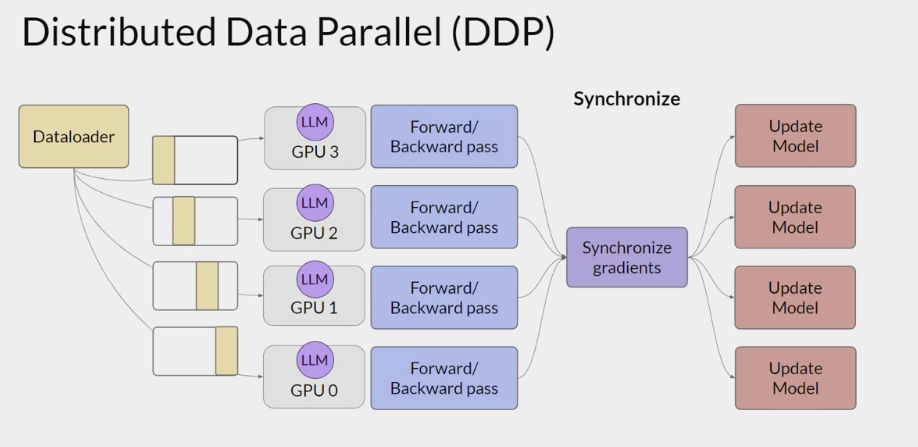 Distributed Data Parallel (DDP)
Synchronize
Dataloader
LLM
GPU 3
Forward/
Backward pass
Update
Model
LLM
GPU 2
Forward/
Backward pass
Update
Model
Synchronize
gradients
LLM
GPU 1
Forward/
Backward pass
Update
Model
LLM
GPU 0
Forward/
Backward pass
Update
Model